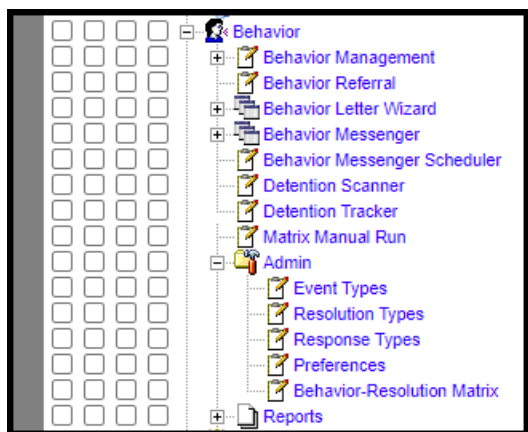 Behavior
Behavior Management
Behavior Referral
Behavior Letter Wizard
Behavior Messenger
Behavior Messenger Scheduler
Detention Scanner
Detention Tracker
Matrix Manual Run
Admin
Event Types
Resolution Types
Response Types
Preferences
Behavior-Resolution Matrix
Reports